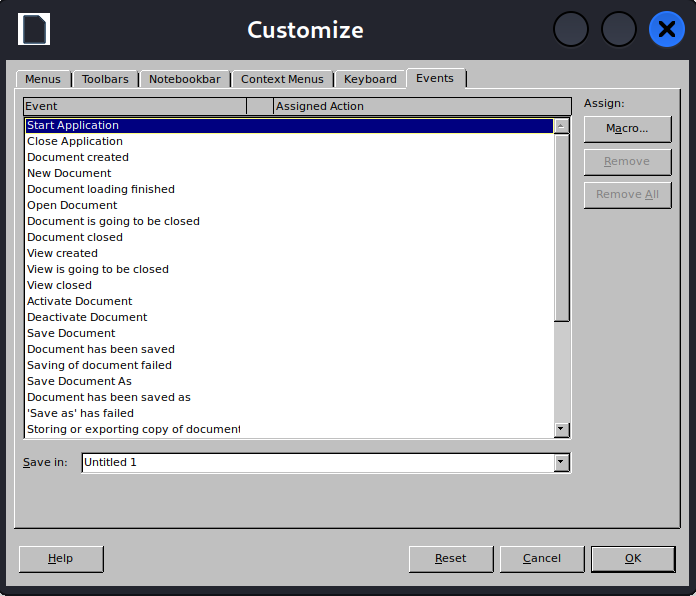 Customize
Menus Toolbars Notebookbar Context Menus Keyboard Events
Event Assigned Action
Assign:
Start Application
Macro...
Close Application
Document created
Remove
New Document
Document loading finished
Remove All
Open Document
Document is going to be closed
Document closed
View created
View is going to be closed
View closed
Activate Document
Deactivate Document
Save Document
Document has been saved
Saving of document failed
Save Document As
Document has been saved as
'Save as' has failed
Storing or exporting copy of document
Save in: Untitled 1
Help Reset Cancel OK